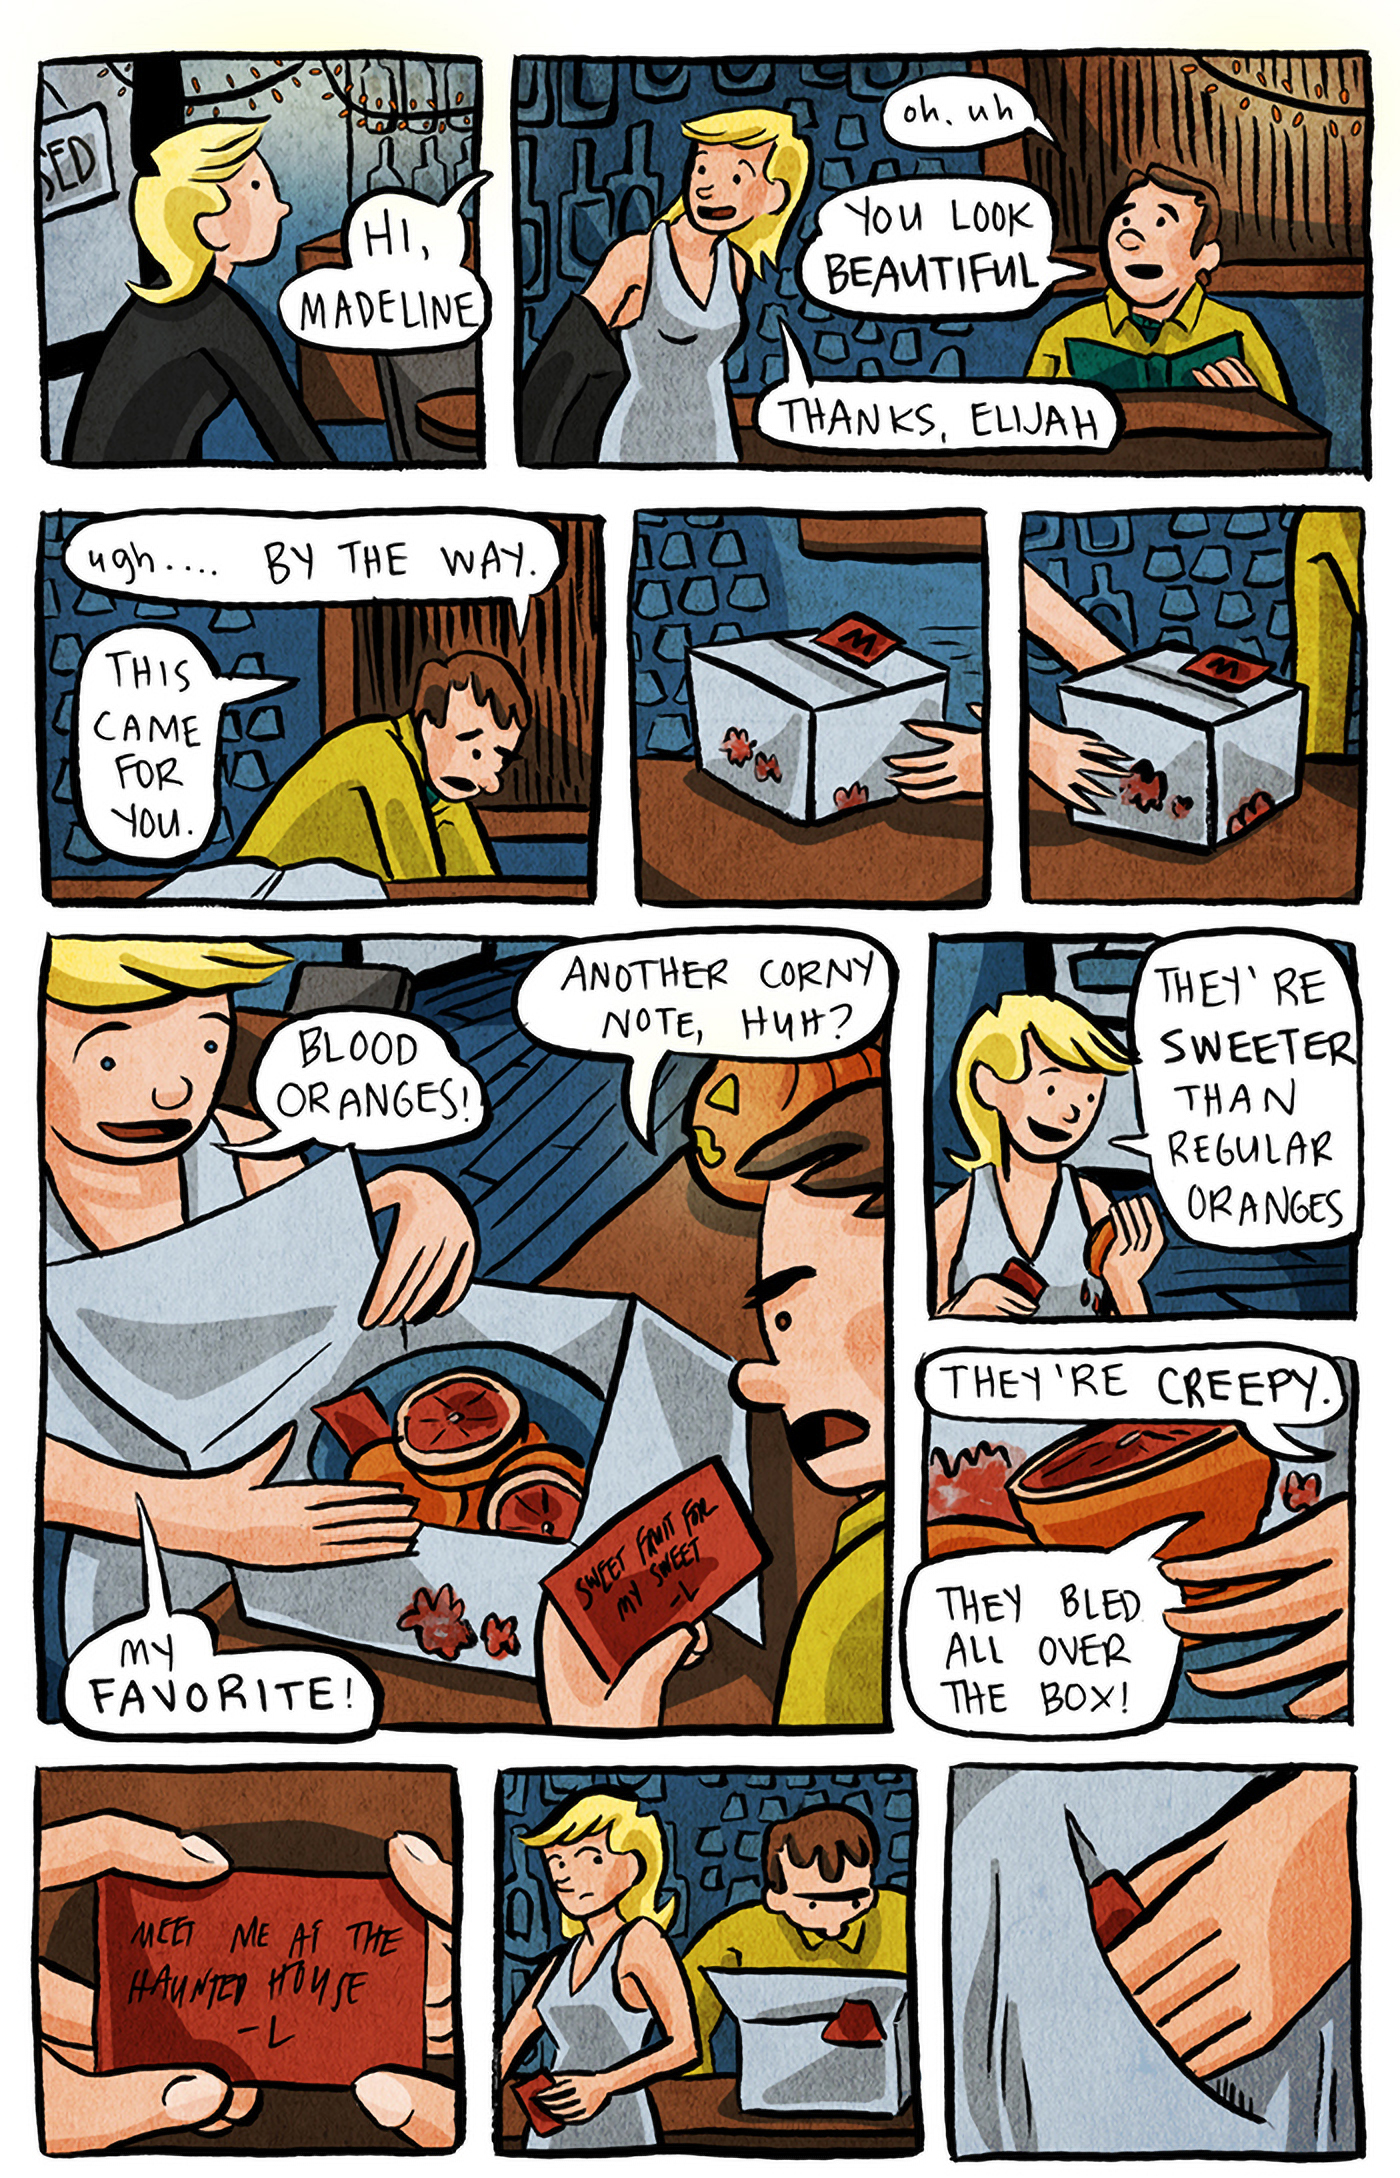 SED
HI,
MADELINE
oh. uh
YOU LOOK
BEAUTIFUL
THANKS, ELIJAH
ugh.... BY THE WAY.
THIS
CAME
FOR
YOU.
M
M
BLOOD
ORANGES!
ANOTHER CORNY
NOTE, HUH?
SWEET FRUIT FOR
MY SWEET
-L
MY
FAVORITE!
THEY'RE
SWEETER
THAN
REGULAR
ORANGES
THEY'RE CREEPY.
THEY BLED
ALL OVER
THE BOX!
MEET ME AT THE
HAUNTED HOUSE
-L